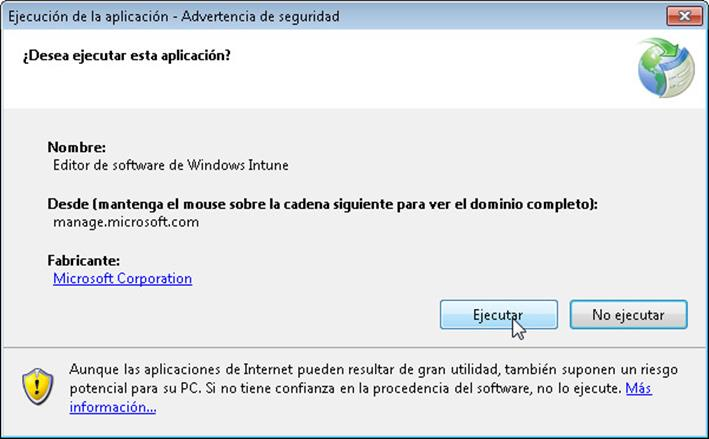 Ejecución de la aplicación - Advertencia de seguridad
¿Desea ejecutar esta aplicación?
Nombre:
Editor de software de Windows Intune
Desde (mantenga el mouse sobre la cadena siguiente para ver el dominio completo):
manage.microsoft.com
Fabricante:
Microsoft Corporation
Ejecutar
No ejecutar
Aunque las aplicaciones de Internet pueden resultar de gran utilidad, también suponen un riesgo
potencial para su PC. Si no tiene confianza en la procedencia del software, no lo ejecute. Más
información...